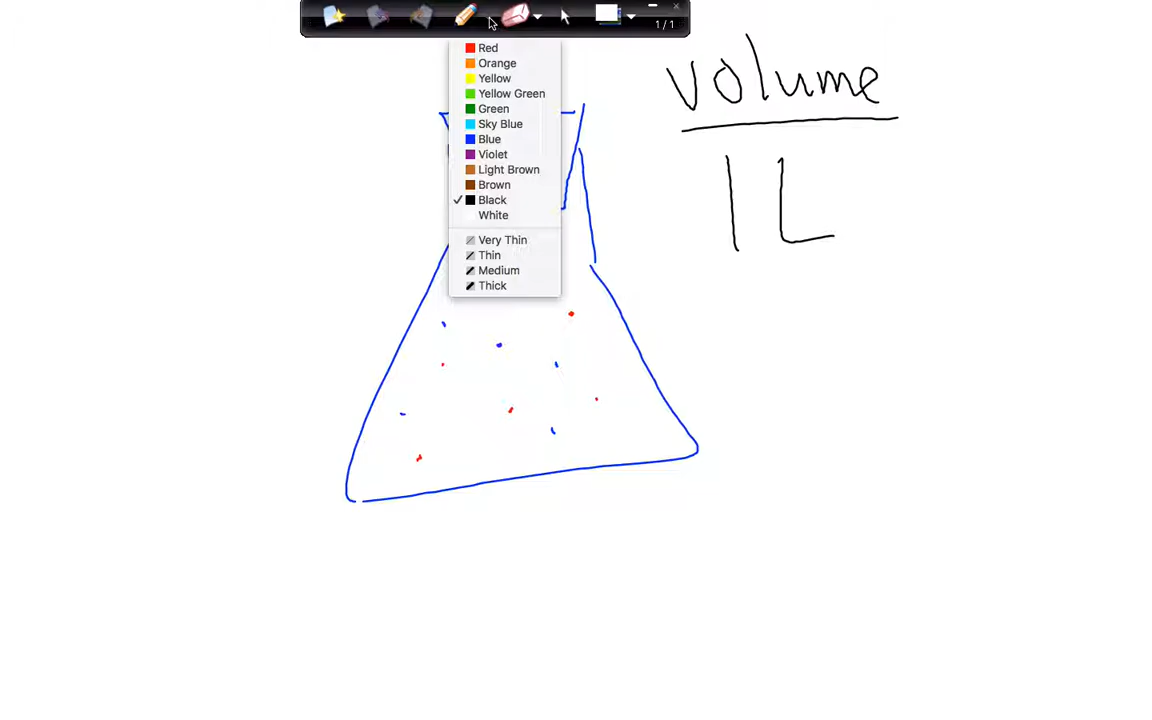 1/1
Red
Orange
Yellow
Yellow Green
Green
Sky Blue
Blue
Violet
Light Brown
Brown
Black
White
Very Thin
Thin
Medium
Thick
volume
1 L